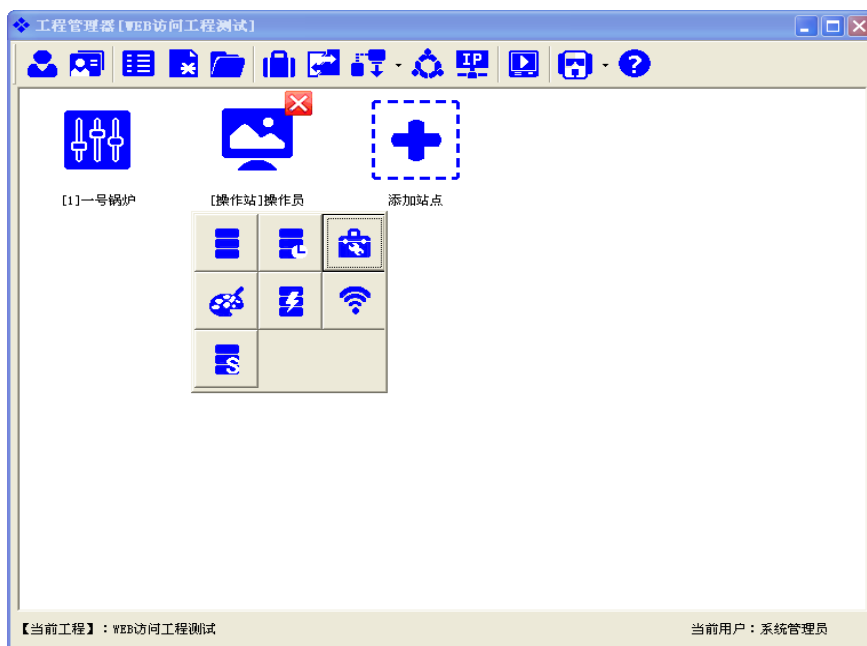 工程管理器[WEB访问工程测试]
IP
[1]一号锅炉
[操作站]操作员
添加站点
S
【当前工程】：WEB访问工程测试
当前用户：系统管理员